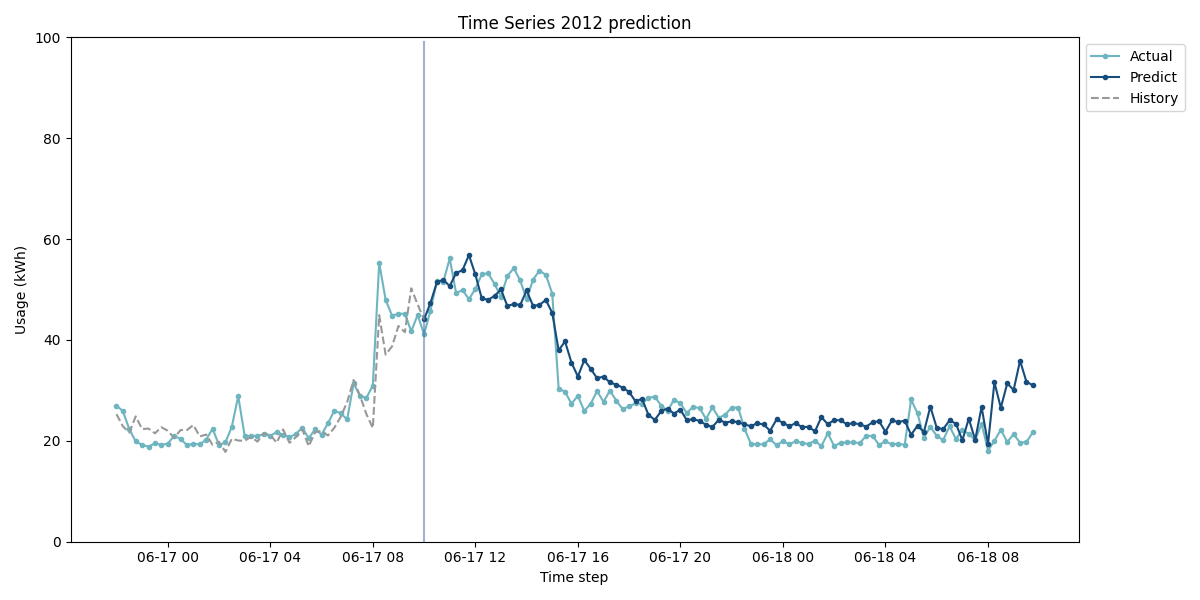 Time Series 2012 prediction
Usage (kWh)
100
80
60
40
20
0
06-17 00
06-17 04
06-17 08
06-17 12
06-17 16
06-17 20
06-18 00
06-18 04
06-18 08
Time step
Actual
Predict
History